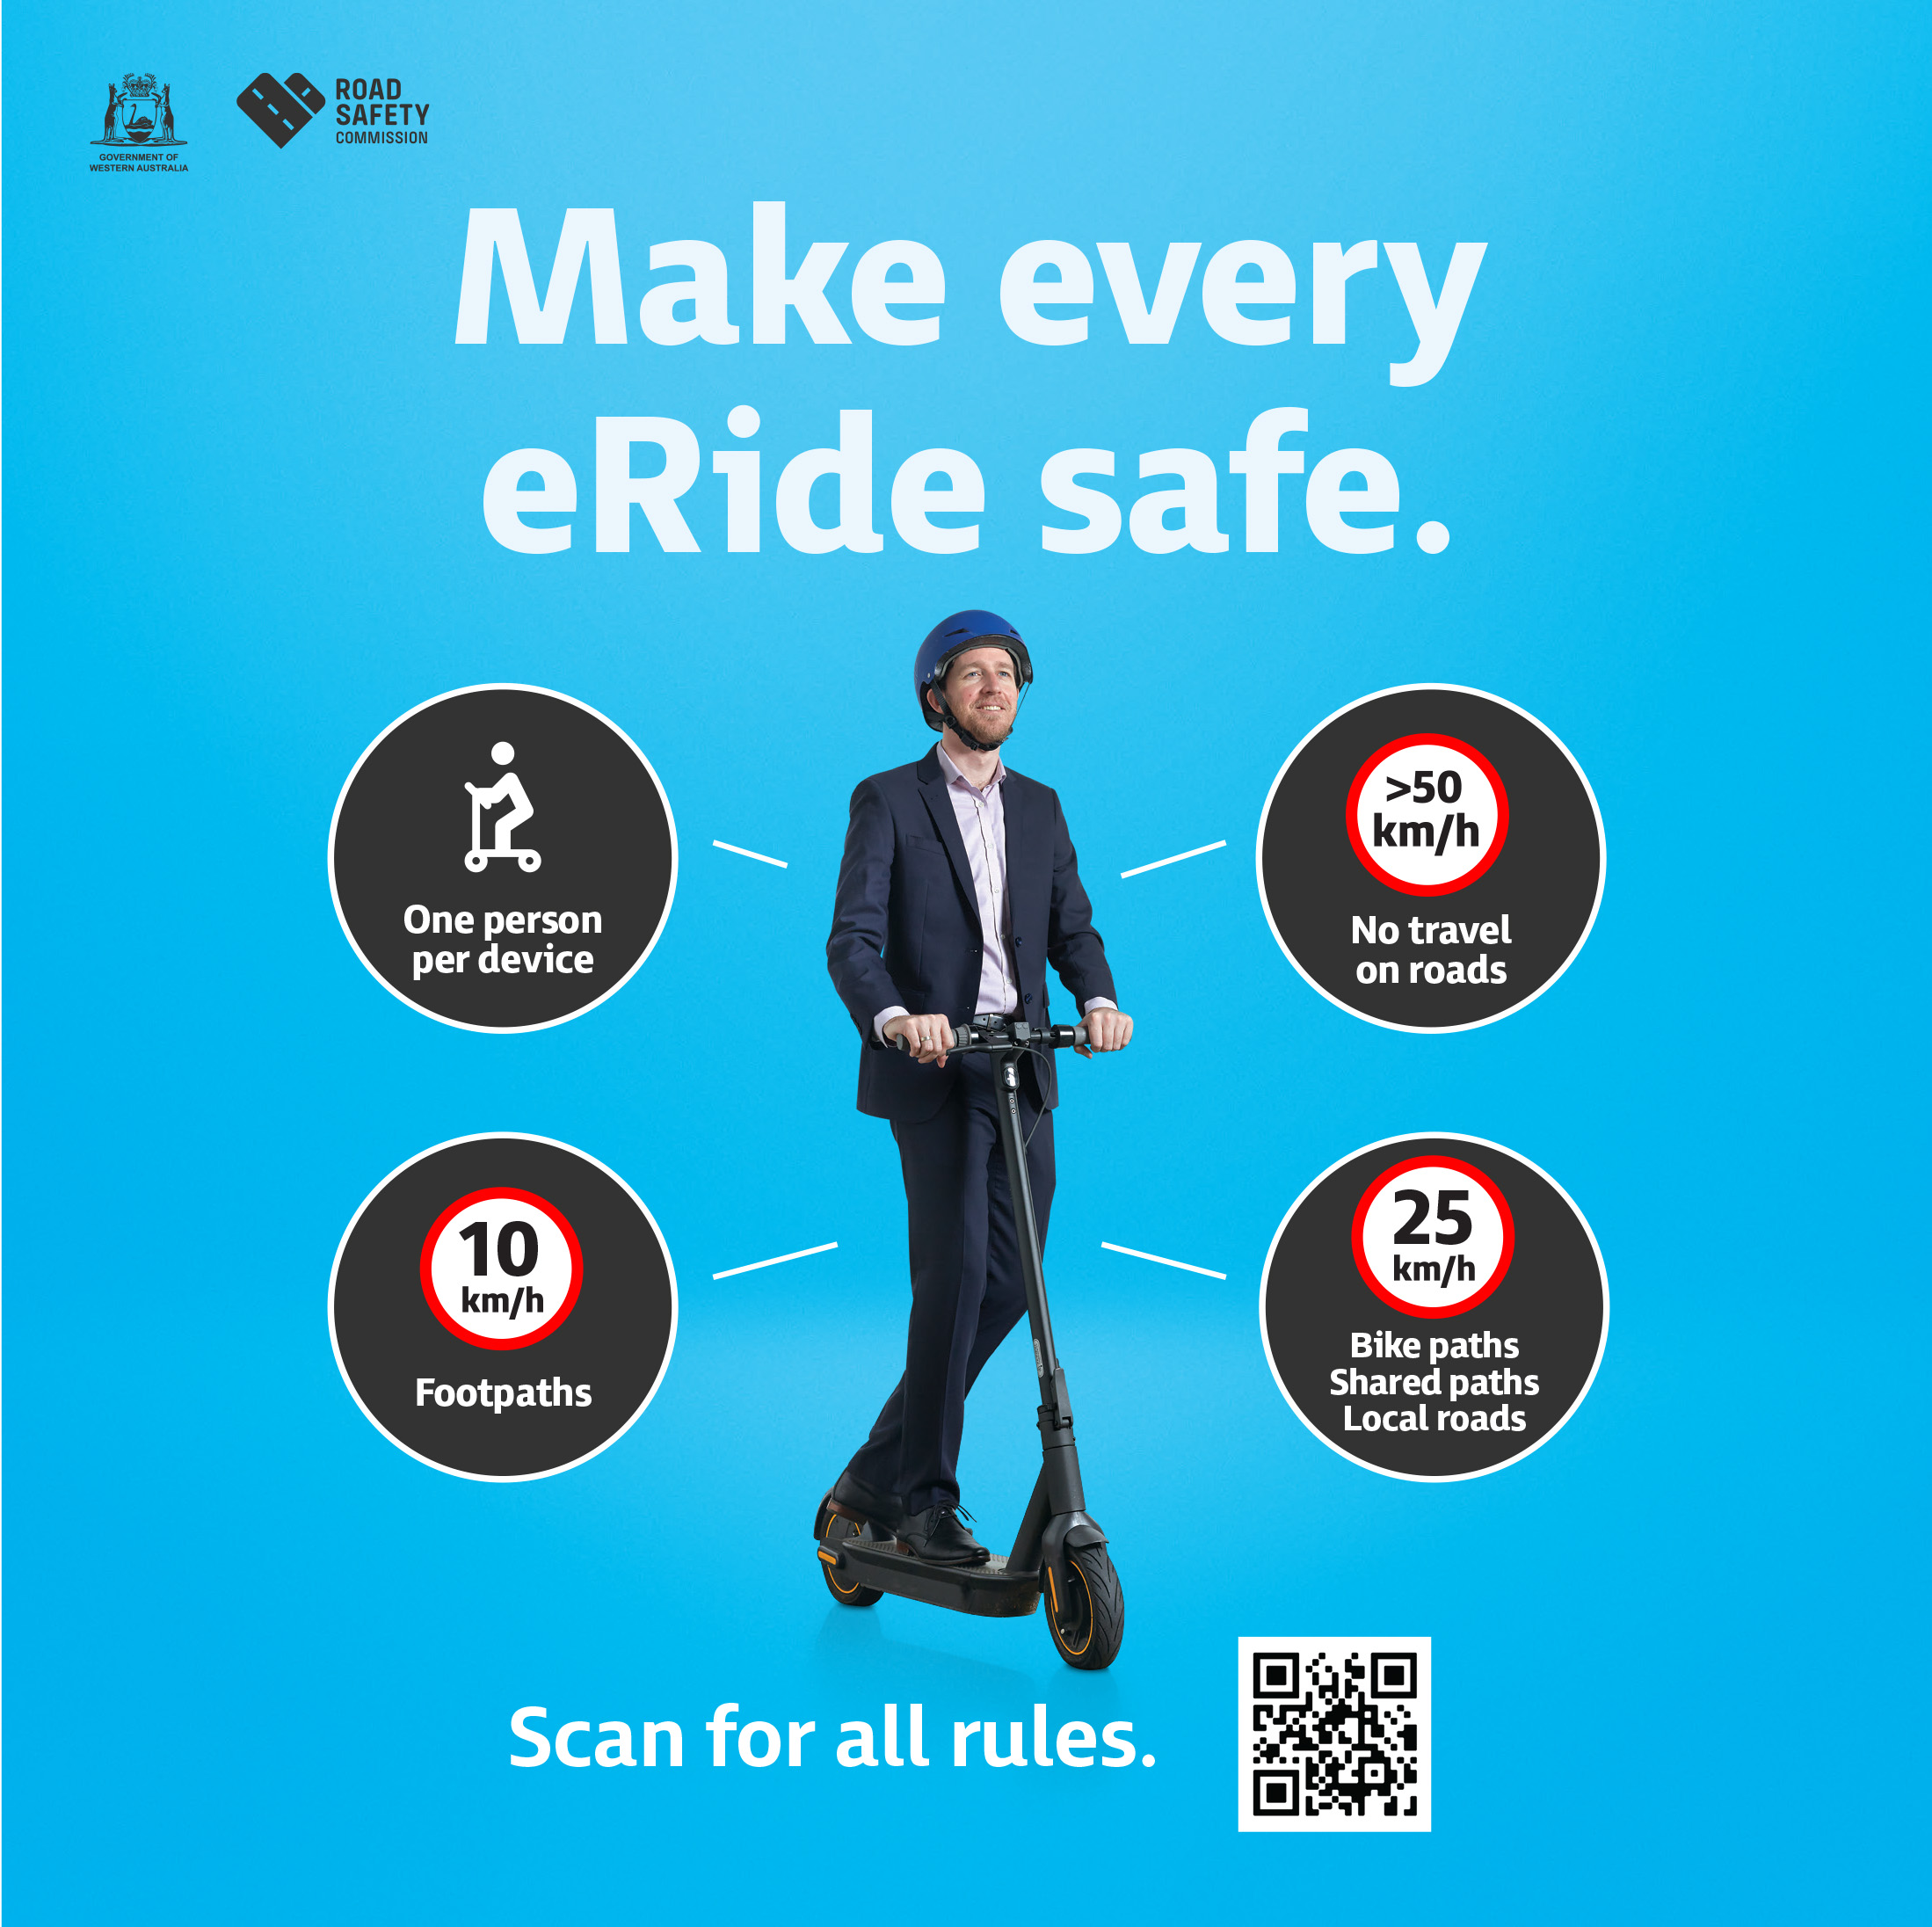 GOVERNMENT OF
WESTERN AUSTRALIA
ROAD
SAFETY
COMMISSION
Make every
eRide safe.
One person
per device
>50
km/h
No travel
on roads
10
km/h
Footpaths
25
km/h
Bike paths
Shared paths
Local roads
Scan for all rules.